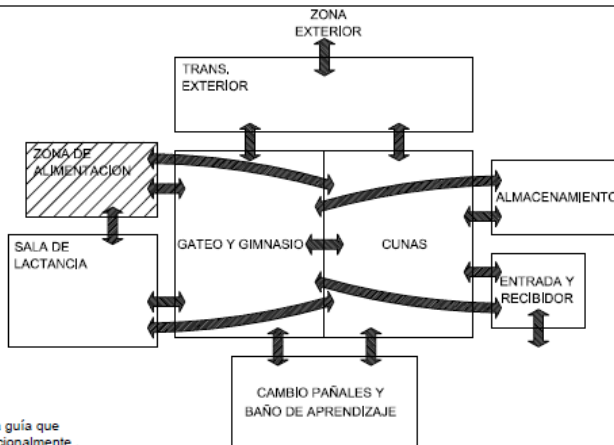 ZONA
EXTERIOR
TRANS.
EXTERIOR
ZONA DE
ALIMENTACION
ALMACENAMIENTO
SALA DE
LACTANCIA
GATEO Y GIMNASIO
CUNAS
ENTRADA Y
RECIBIDOR
CAMBIO PAÑALES Y
BAÑO DE APRENDIZAJE
guía que